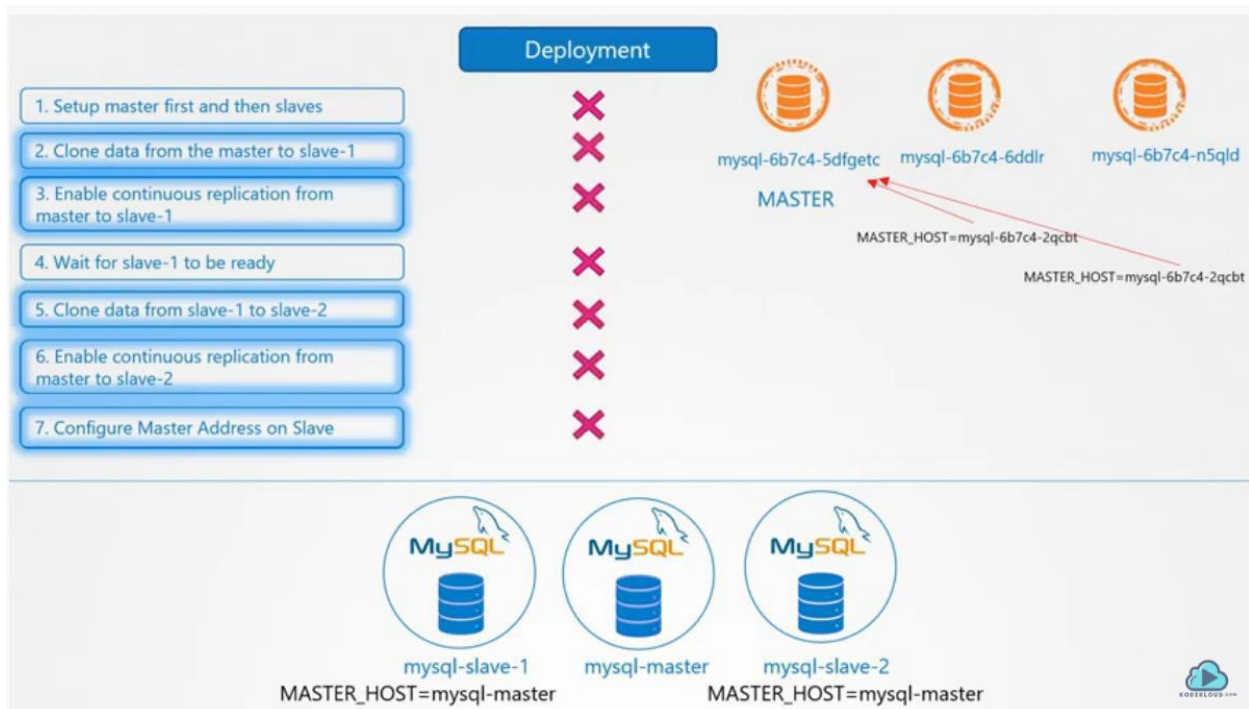 Deployment
1. Setup master first and then slaves
2. Clone data from the master to slave-1
3. Enable continuous replication from
master to slave-1
4. Wait for slave-1 to be ready
5. Clone data from slave-1 to slave-2
6. Enable continuous replication from
master to slave-2
7. Configure Master Address on Slave
mysql-6b7c4-5dfgetc
mysql-6b7c4-6ddlr
mysql-6b7c4-n5qld
MASTER
MASTER_HOST=mysql-6b7c4-2qcbt
MASTER_HOST=mysql-6b7c4-2qcbt
MySQL
MySQL
MySQL
mysql-slave-1
mysql-master
mysql-slave-2
MASTER_HOST=mysql-master
MASTER_HOST=mysql-master
KODEKLOUD.COM